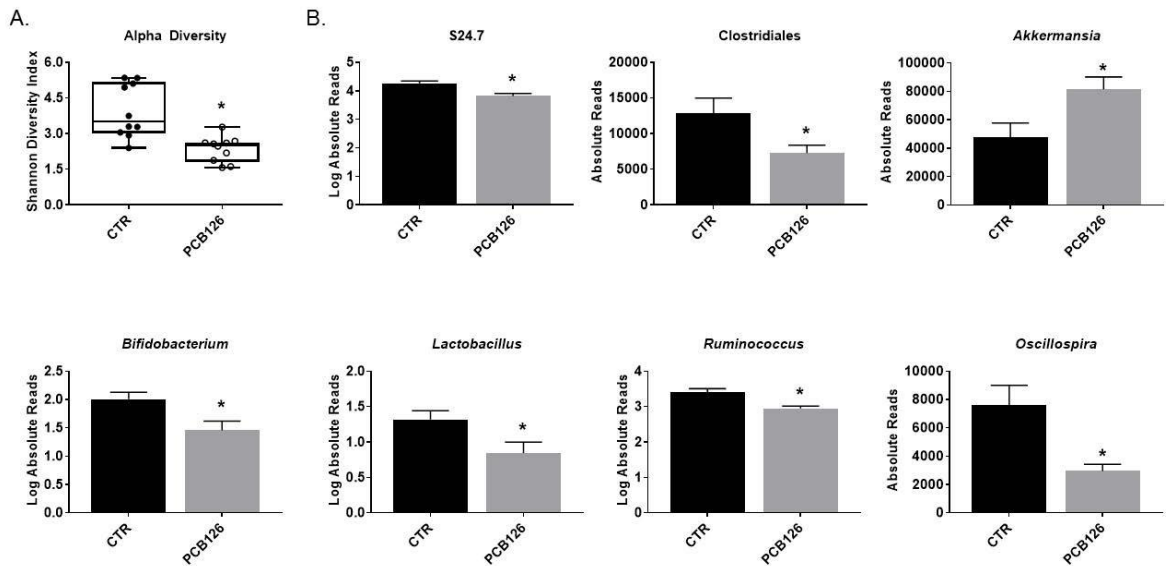 A.
B.
Alpha Diversity
Shannon Diversity Index
6.0
4.5
3.0
1.5
0.0
*
CTR
PCB126
S24.7
Log Absolute Reads
5
4
3
2
1
0
*
CTR
PCB126
Clostridiales
Absolute Reads
20000
15000
10000
5000
0
*
CTR
PCB126
Akkermansia
Absolute Reads
100000
80000
60000
40000
20000
0
*
CTR
PCB126
Bifidobacterium
Log Absolute Reads
2.5
2.0
1.5
1.0
0.5
0.0
*
CTR
PCB126
Lactobacillus
Log Absolute Reads
2.0
1.5
1.0
0.5
0.0
*
CTR
PCB126
Ruminococcus
Log Absolute Reads
4
3
2
1
0
*
CTR
PCB126
Oscillospira
Absolute Reads
10000
8000
6000
4000
2000
0
*
CTR
PCB126